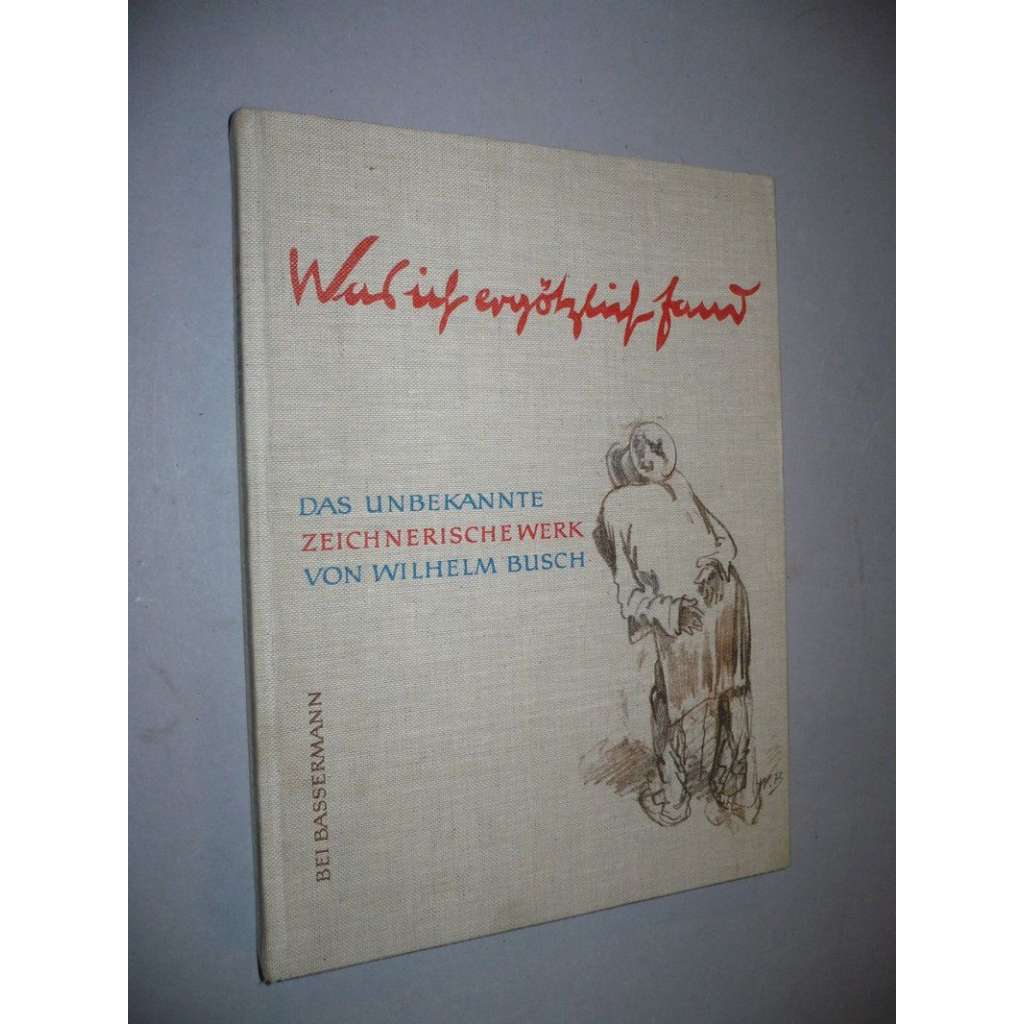 Was ich ergötzlich fand
DAS UNBEKANNTE
ZEICHNERISCHE WERK
VON WILHELM BUSCH
BEI BASSERMANN
W.B